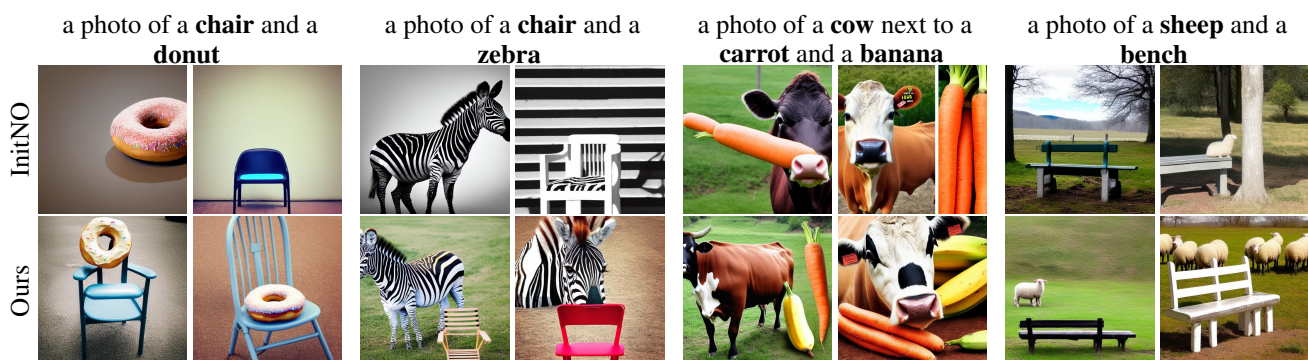 a photo of a chair and a
donut
a photo of a chair and a
zebra
a photo of a cow next to a
carrot and a banana
a photo of a sheep and a
bench
InitNO
Ours